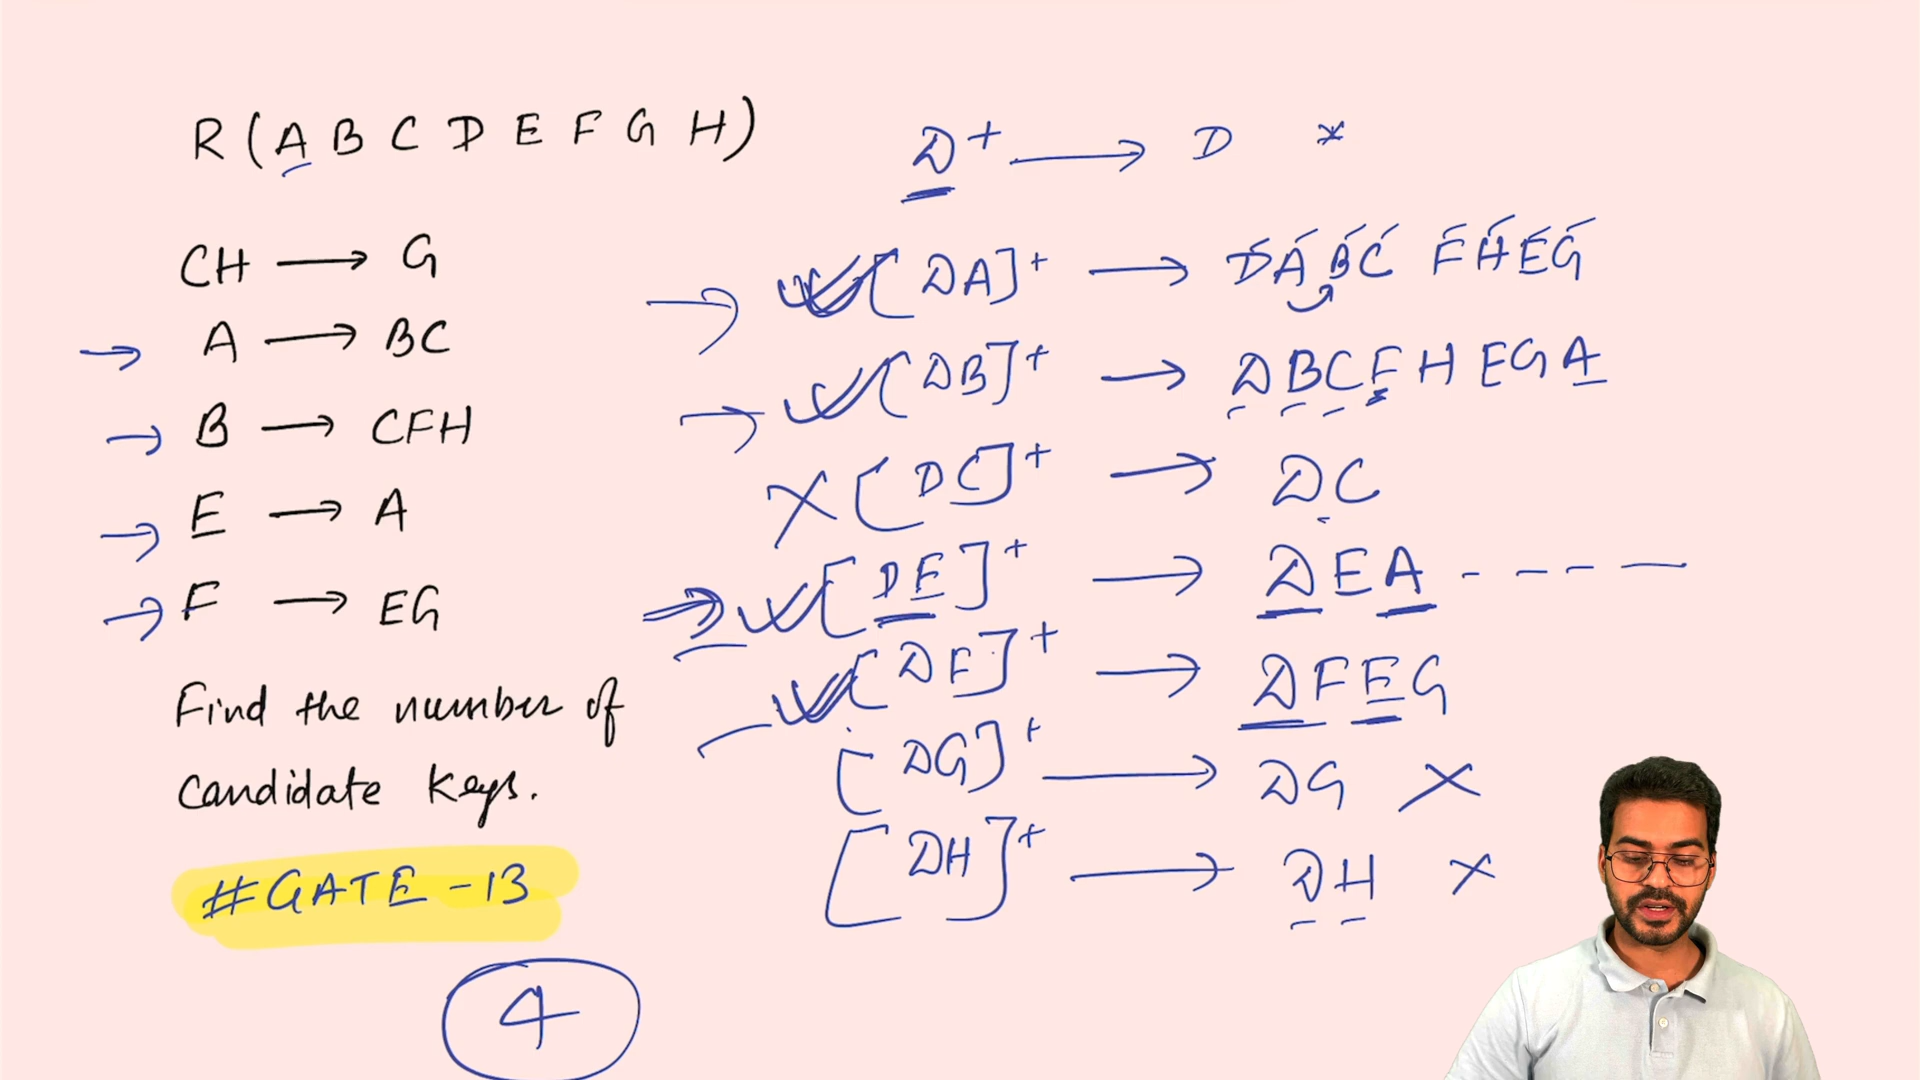 R(A B C D E F G H)
CH → G
→ A → BC
→ B → CFH
→ E → A
→ F → EG
Find the number of
candidate keys.
#GATE-13
4
D+ → D ×
→ ✓[DA]+ → DABC FHEG
→ ✓[DB]+ → DBCFHEGA
×[DC]+ → DC
→ ✓[DE]+ → DEA - - - -
✓[DF]+ → DFEG
[DG]+ → DG ×
[DH]+ → DH ×